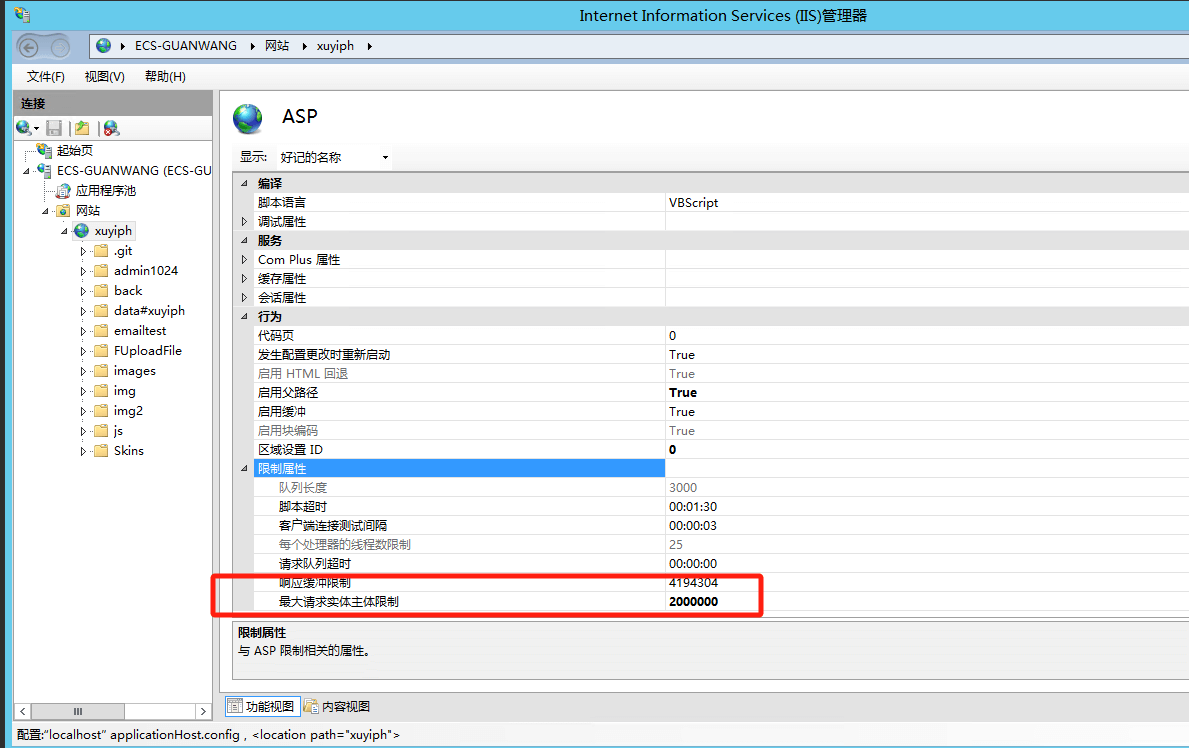 Internet Information Services (IIS)管理器
ECS-GUANWANG 网站 xuyiph
文件(F) 视图(V) 帮助(H)
连接
起始页
ECS-GUANWANG (ECS-GU
应用程序池
网站
xuyiph
.git
admin1024
back
data#xuyiph
emailtest
FUploadFile
images
img
img2
js
Skins
ASP
显示: 好记的名称
编译
脚本语言 VBScript
调试属性
服务
Com Plus 属性
缓存属性
会话属性
行为
代码页 0
发生配置更改时重新启动 True
启用 HTML 回退 True
启用父路径 True
启用缓冲 True
启用块编码 True
区域设置 ID 0
限制属性
队列长度 3000
脚本超时 00:01:30
客户端连接测试间隔 00:00:03
每个处理器的线程数限制 25
请求队列超时 00:00:00
响应缓冲限制 4194304
最大请求实体主体限制 2000000
限制属性
与 ASP 限制相关的属性。
功能视图 内容视图
配置:“localhost” applicationHost.config , <location path="xuyiph">